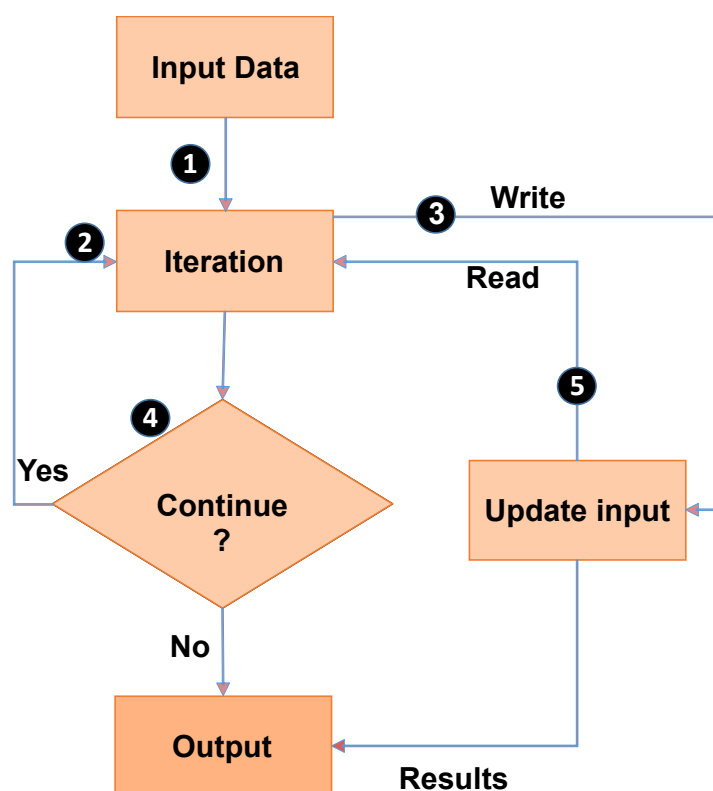 Input Data
1
3
Write
2
Iteration
Read
5
4
Yes
Continue
?
Update input
No
Output
Results